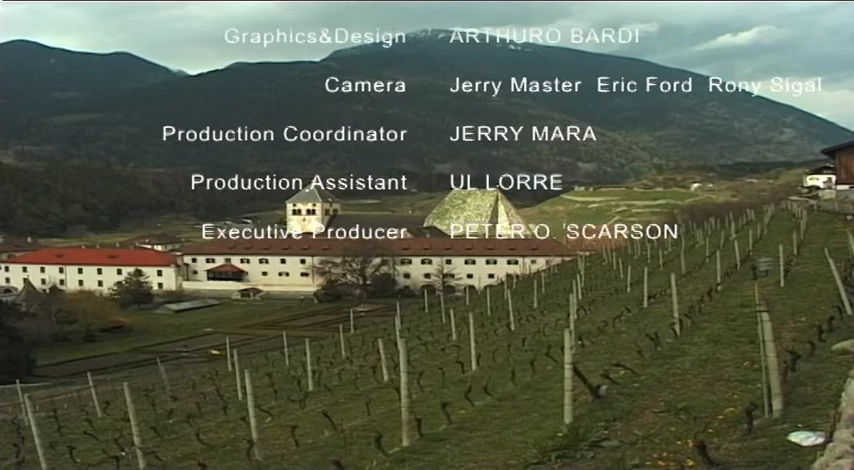 Graphics&Design ARTHURO BARDI
Camera Jerry Master Eric Ford Rony Sigal
Production Coordinator JERRY MARA
Production Assistant UL LORRE
Executive Producer PETER O. 'SCARSON